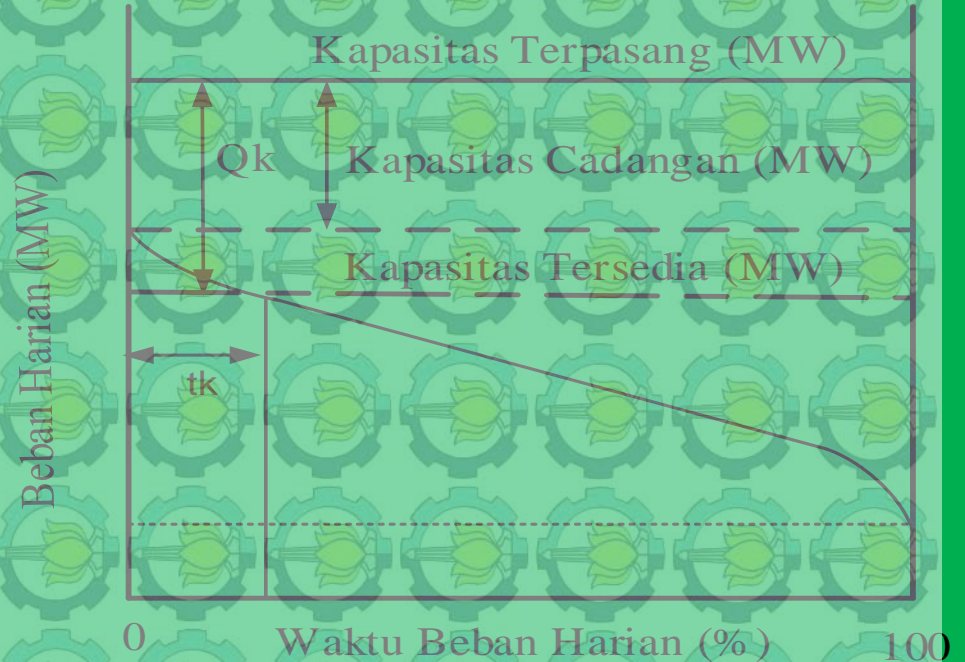 Kapasitas Terpasang (MW)
Qk
Kapasitas Cadangan (MW)
Kapasitas Tersedia (MW)
tk
Beban Harian (MW)
0
Waktu Beban Harian (%)
100